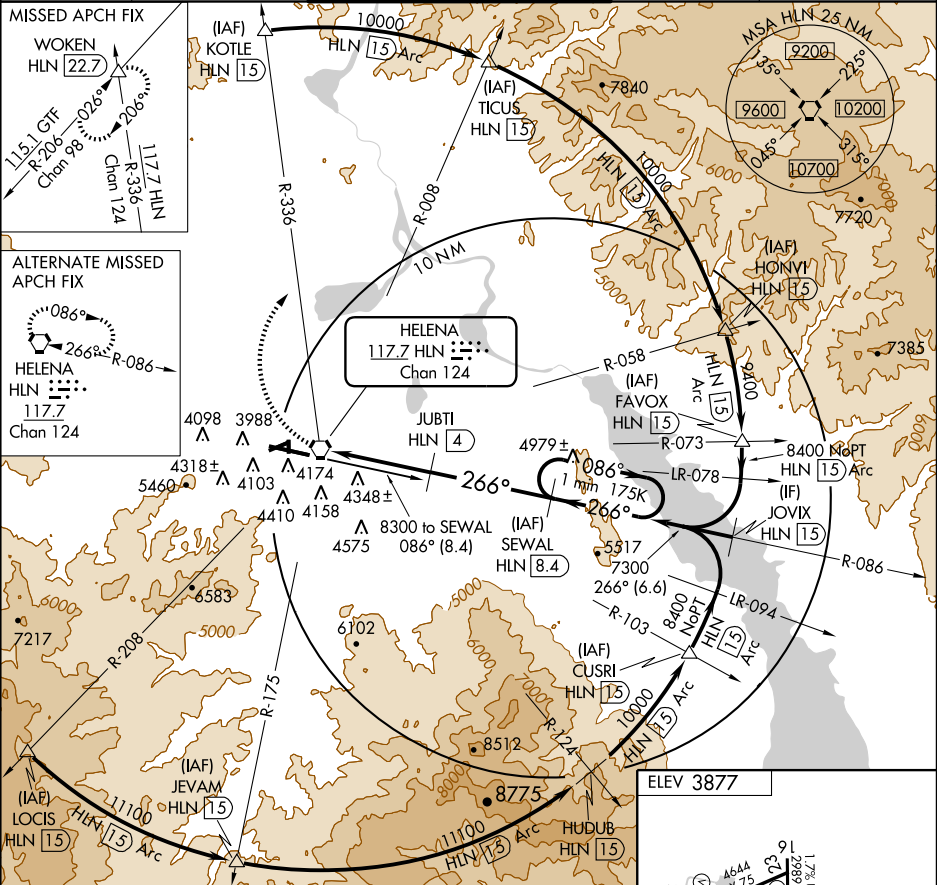 MISSED APCH FIX
WOKEN
HLN 22.7
026°
206°
115.1 GTF
R-206
Chan 98
117.7 HLN
R-336
Chan 124
ALTERNATE MISSED
APCH FIX
086°
266°
R-086
HELENA
HLN
117.7
Chan 124
(IAF)
KOTLE
HLN 15
10000
HLN 15 Arc
(IAF)
TICUS
HLN 15
7840
10000
HLN 15 Arc
MSA HLN 25 NM
9200
135°
225°
9600
10200
045°
315°
10700
7000
7720
R-336
R-008
10 NM
(IAF)
HONVI
HLN 15
6000
R-058
7385
9400
HLN 15
Arc
HELENA
117.7 HLN
Chan 124
(IAF)
FAVOX
HLN 15
R-073
8400 NoPT
HLN 15 Arc
JUBTI
HLN 4
4979±
086°
LR-078
1 min
175K
266°
266°
(IF)
JOVIX
HLN 15
R-086
4098
3988
4318±
4103
4174
4348±
5460
4410
4158
4575
8300 to SEWAL
086° (8.4)
(IAF)
SEWAL
HLN 8.4
5517
7300
266° (6.6)
LR-094
R-103
8400
NoPT
HLN
15
Arc
(IAF)
CUSRI
HLN 15
6583
6000
5000
7217
R-208
R-175
6102
5000
6000
7000
R-124
10000
HLN 15 Arc
8512
8000
8775
(IAF)
LOCIS
HLN 15
11100
HLN 15 Arc
(IAF)
JEVAM
HLN 15
11100
HLN 15 Arc
HUDUB
HLN 15
ELEV 3877
4644
23
16